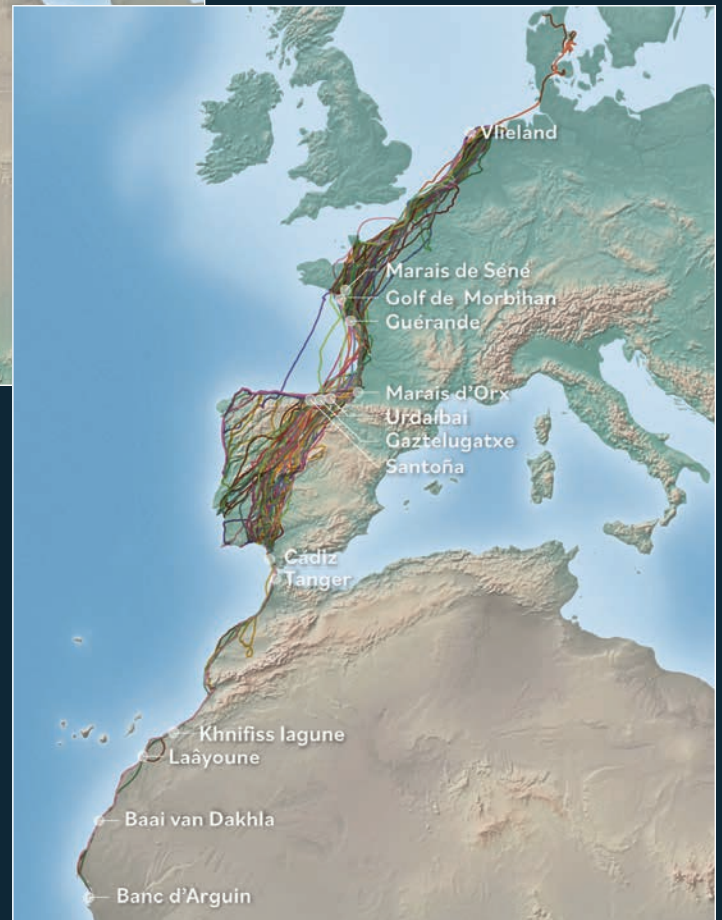 Vlieland
Marais de Séné
Golf de Morbihan
Guérande
Marais d'Orx
Urdaibai
Gaztelugatxe
Santoña
Cádiz
Tanger
Khnifiss lagune
Laâyoune
Baai van Dakhla
Banc d'Arguin